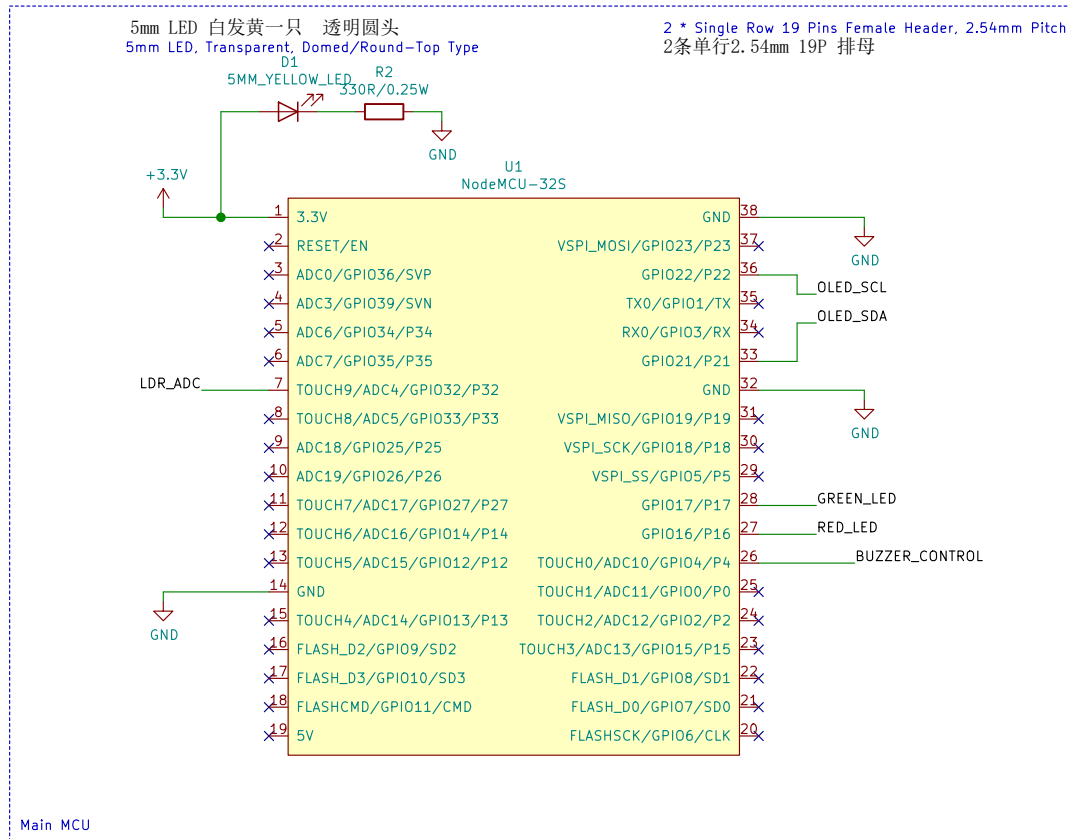 5mm LED 白发黄一只 透明圆头
5mm LED, Transparent, Domed/Round-Top Type
2 * Single Row 19 Pins Female Header, 2.54mm Pitch
2条单行2.54mm 19P 排母
D1
5MM_YELLOW_LED
R2
330R/0.25W
GND
+3.3V
U1
NodeMCU-32S
1 3.3V
2 RESET/EN
3 ADC0/GPIO36/SVP
4 ADC3/GPIO39/SVN
5 ADC6/GPIO34/P34
6 ADC7/GPIO35/P35
LDR_ADC
7 TOUCH9/ADC4/GPIO32/P32
8 TOUCH8/ADC5/GPIO33/P33
9 ADC18/GPIO25/P25
10 ADC19/GPIO26/P26
11 TOUCH7/ADC17/GPIO27/P27
12 TOUCH6/ADC16/GPIO14/P14
13 TOUCH5/ADC15/GPIO12/P12
14 GND
GND
15 TOUCH4/ADC14/GPIO13/P13
16 FLASH_D2/GPIO9/SD2
17 FLASH_D3/GPIO10/SD3
18 FLASHCMD/GPIO11/CMD
19 5V
GND 38
GND
VSPI_MOSI/GPIO23/P23 37
GPIO22/P22 36
OLED_SCL
TX0/GPIO1/TX 35
OLED_SDA
RX0/GPIO3/RX 34
GPIO21/P21 33
GND 32
GND
VSPI_MISO/GPIO19/P19 31
VSPI_SCK/GPIO18/P18 30
VSPI_SS/GPIO5/P5 29
GPIO17/P17 28 GREEN_LED
GPIO16/P16 27 RED_LED
TOUCH0/ADC10/GPIO4/P4 26 BUZZER_CONTROL
TOUCH1/ADC11/GPIO0/P0 25
TOUCH2/ADC12/GPIO2/P2 24
TOUCH3/ADC13/GPIO15/P15 23
FLASH_D1/GPIO8/SD1 22
FLASH_D0/GPIO7/SD0 21
FLASHSCK/GPIO6/CLK 20
Main MCU